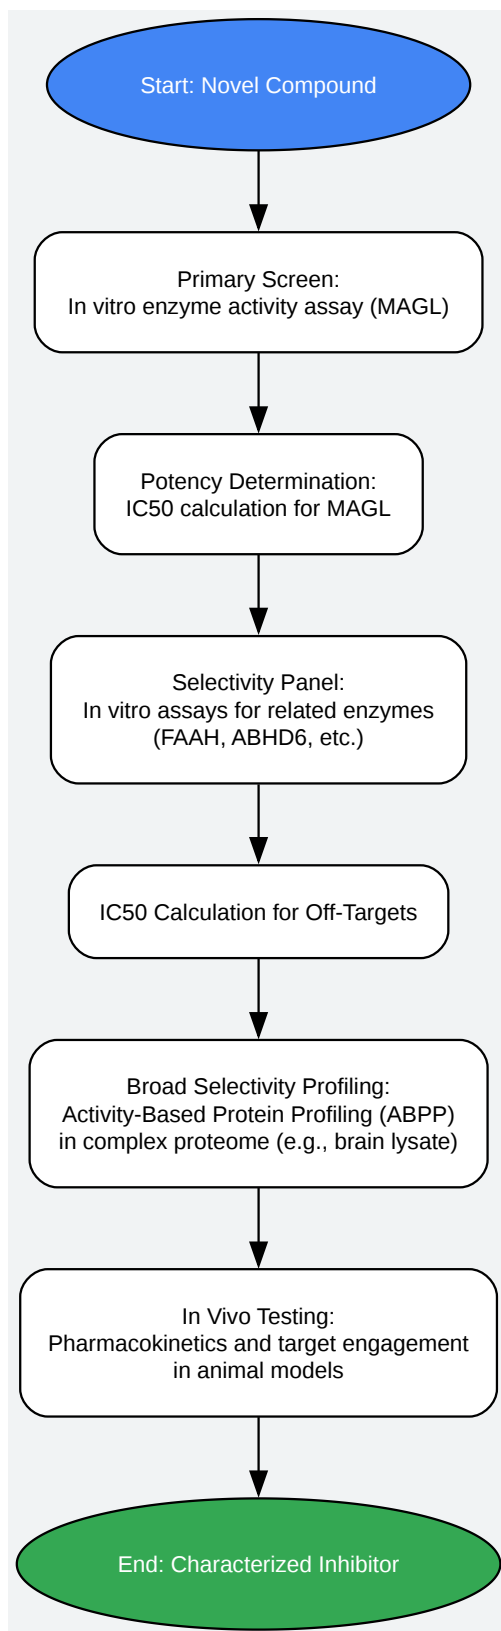 Start: Novel Compound
Primary Screen:
In vitro enzyme activity assay (MAGL)
Potency Determination:
IC50 calculation for MAGL
Selectivity Panel:
In vitro assays for related enzymes
(FAAH, ABHD6, etc.)
IC50 Calculation for Off-Targets
Broad Selectivity Profiling:
Activity-Based Protein Profiling (ABPP)
in complex proteome (e.g., brain lysate)
In Vivo Testing:
Pharmacokinetics and target engagement
in animal models
End: Characterized Inhibitor